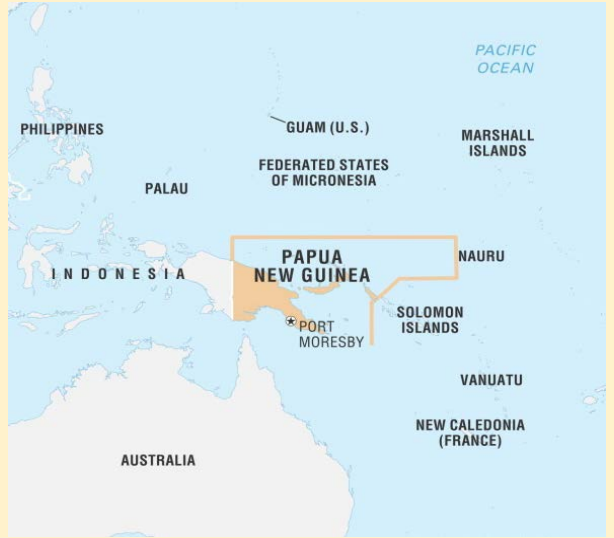 PACIFIC
OCEAN
PHILIPPINES
GUAM (U.S.)
MARSHALL
ISLANDS
FEDERATED STATES
OF MICRONESIA
PALAU
PAPUA
NEW GUINEA
NAURU
INDONESIA
SOLOMON
ISLANDS
PORT
MORESBY
VANUATU
NEW CALEDONIA
(FRANCE)
AUSTRALIA